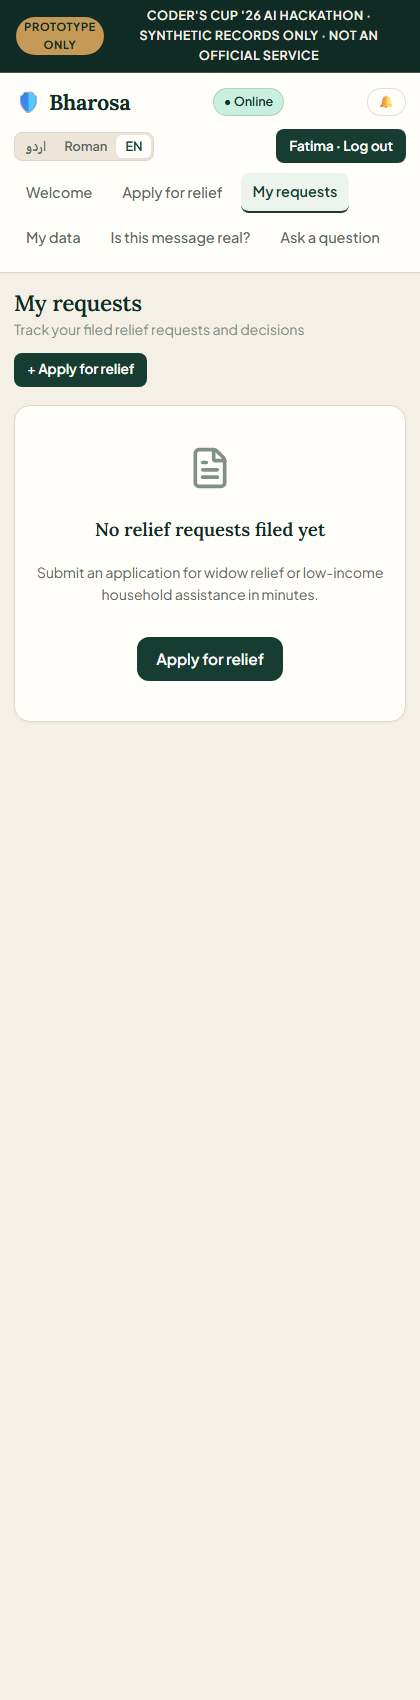 PROTOTYPE
ONLY
CODER'S CUP '26 AI HACKATHON ·
SYNTHETIC RECORDS ONLY · NOT AN
OFFICIAL SERVICE
Bharosa
● Online
اردو
Roman
EN
Fatima · Log out
Welcome
Apply for relief
My requests
My data
Is this message real?
Ask a question
My requests
Track your filed relief requests and decisions
+ Apply for relief
No relief requests filed yet
Submit an application for widow relief or low-income
household assistance in minutes.
Apply for relief